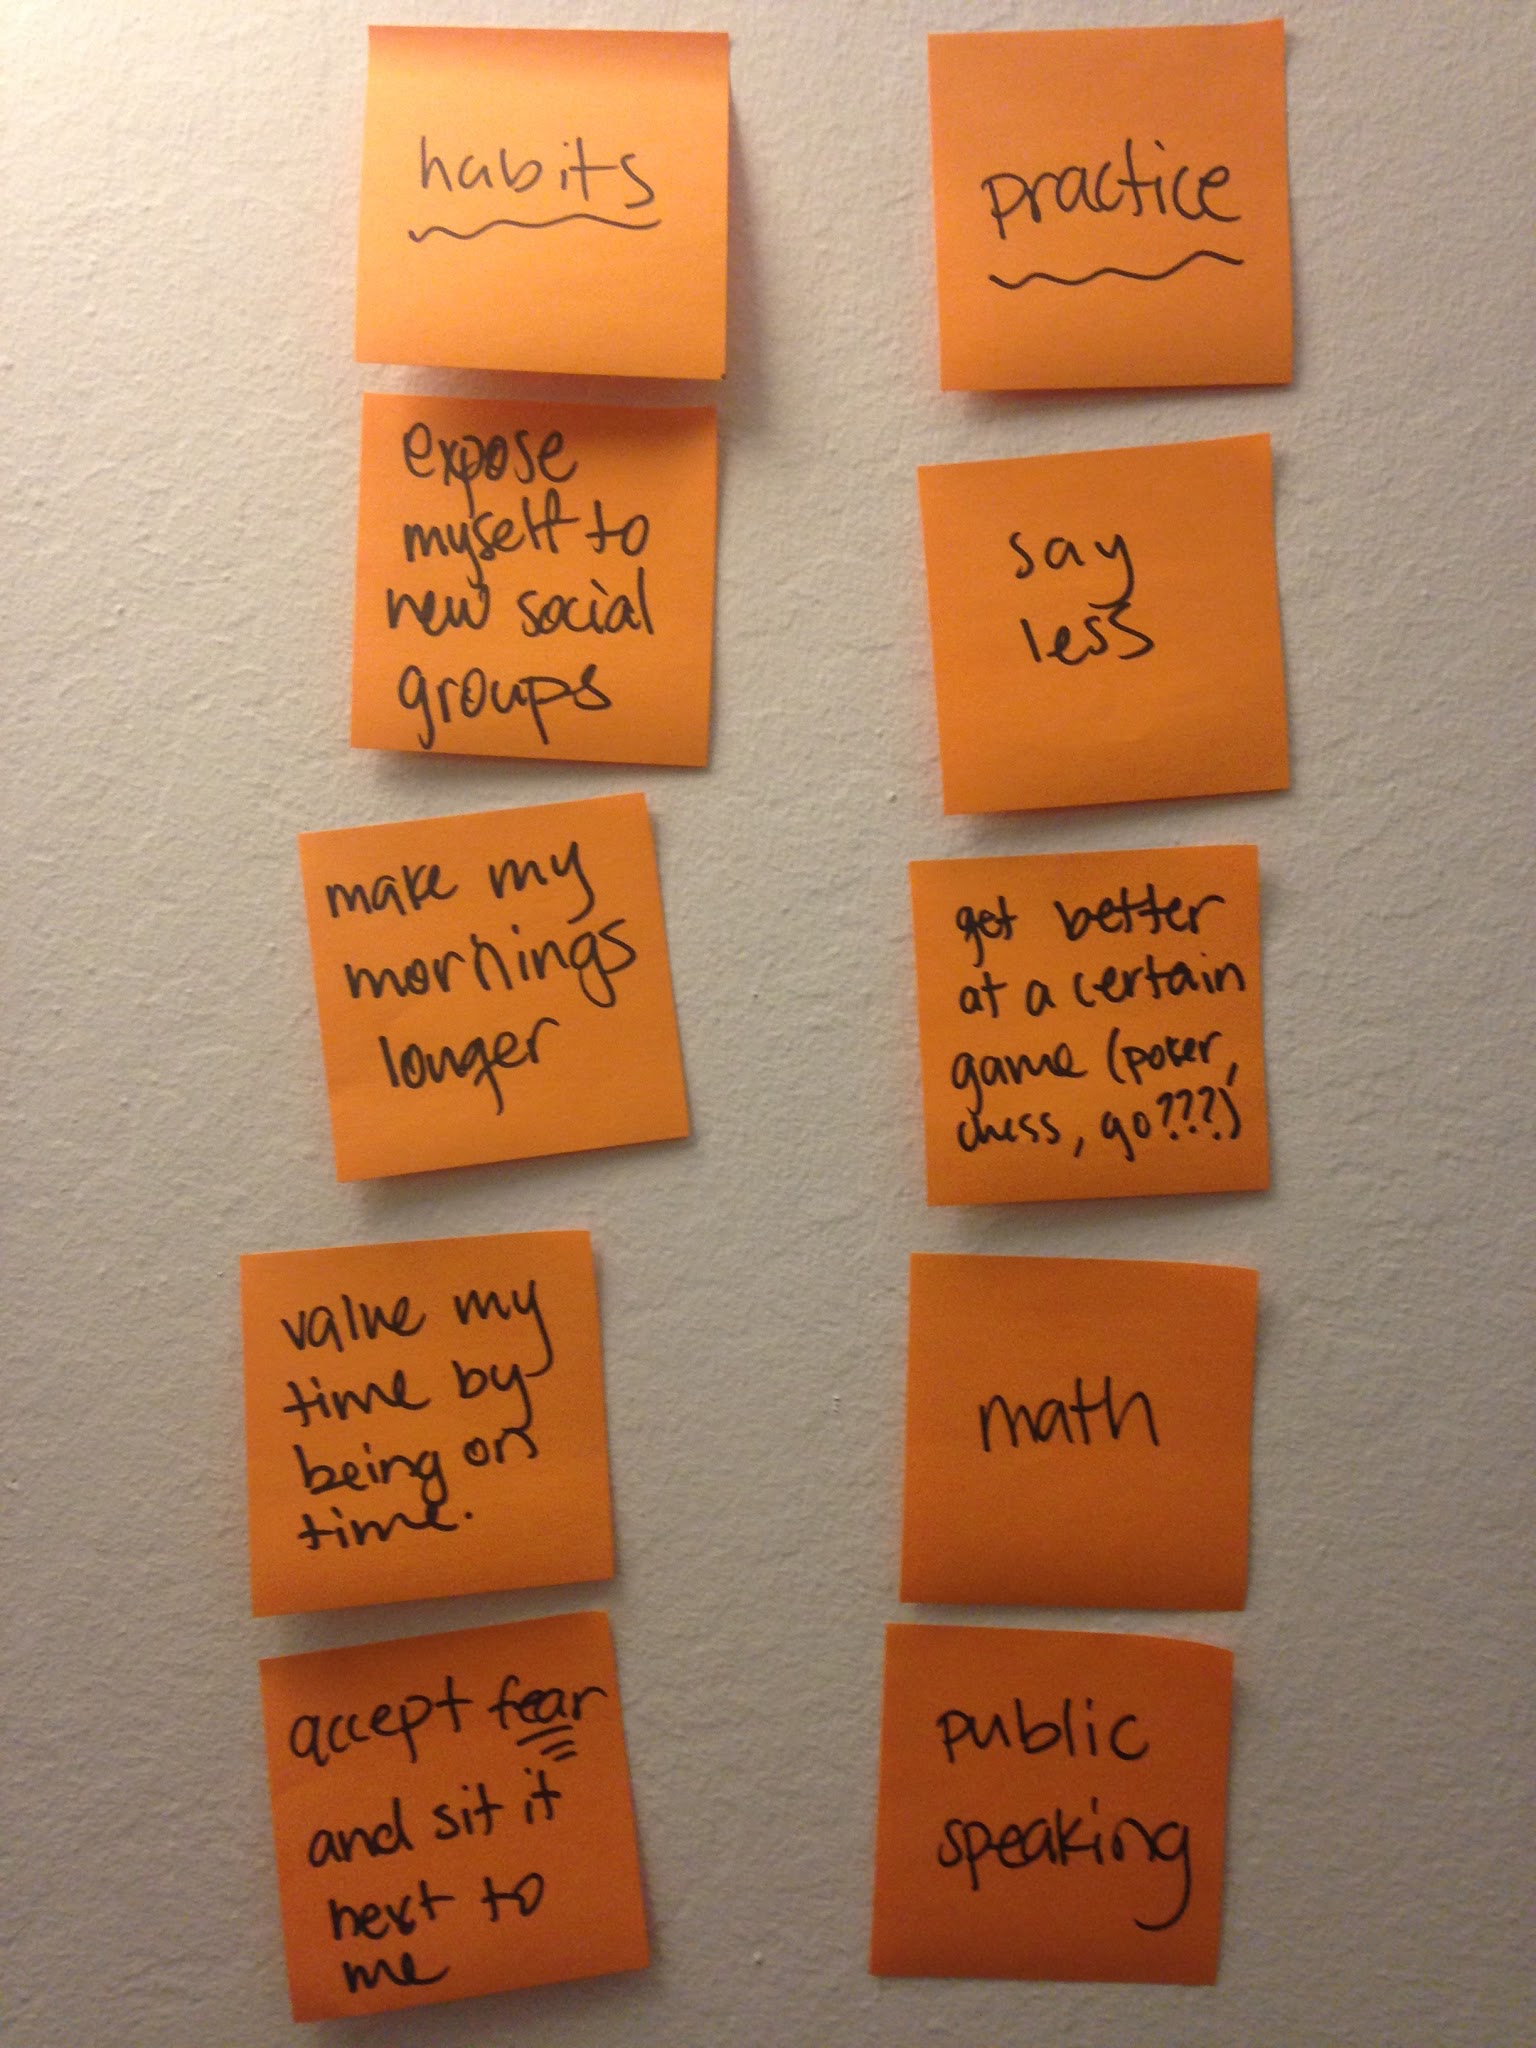 habits
expose
myself to
new social
groups
make my
mornings
longer
value my
time by
being on
time.
accept fear
and sit it
next to
me
practice
say
less
get better
at a certain
game (poker,
chess, go???)
math
public
speaking